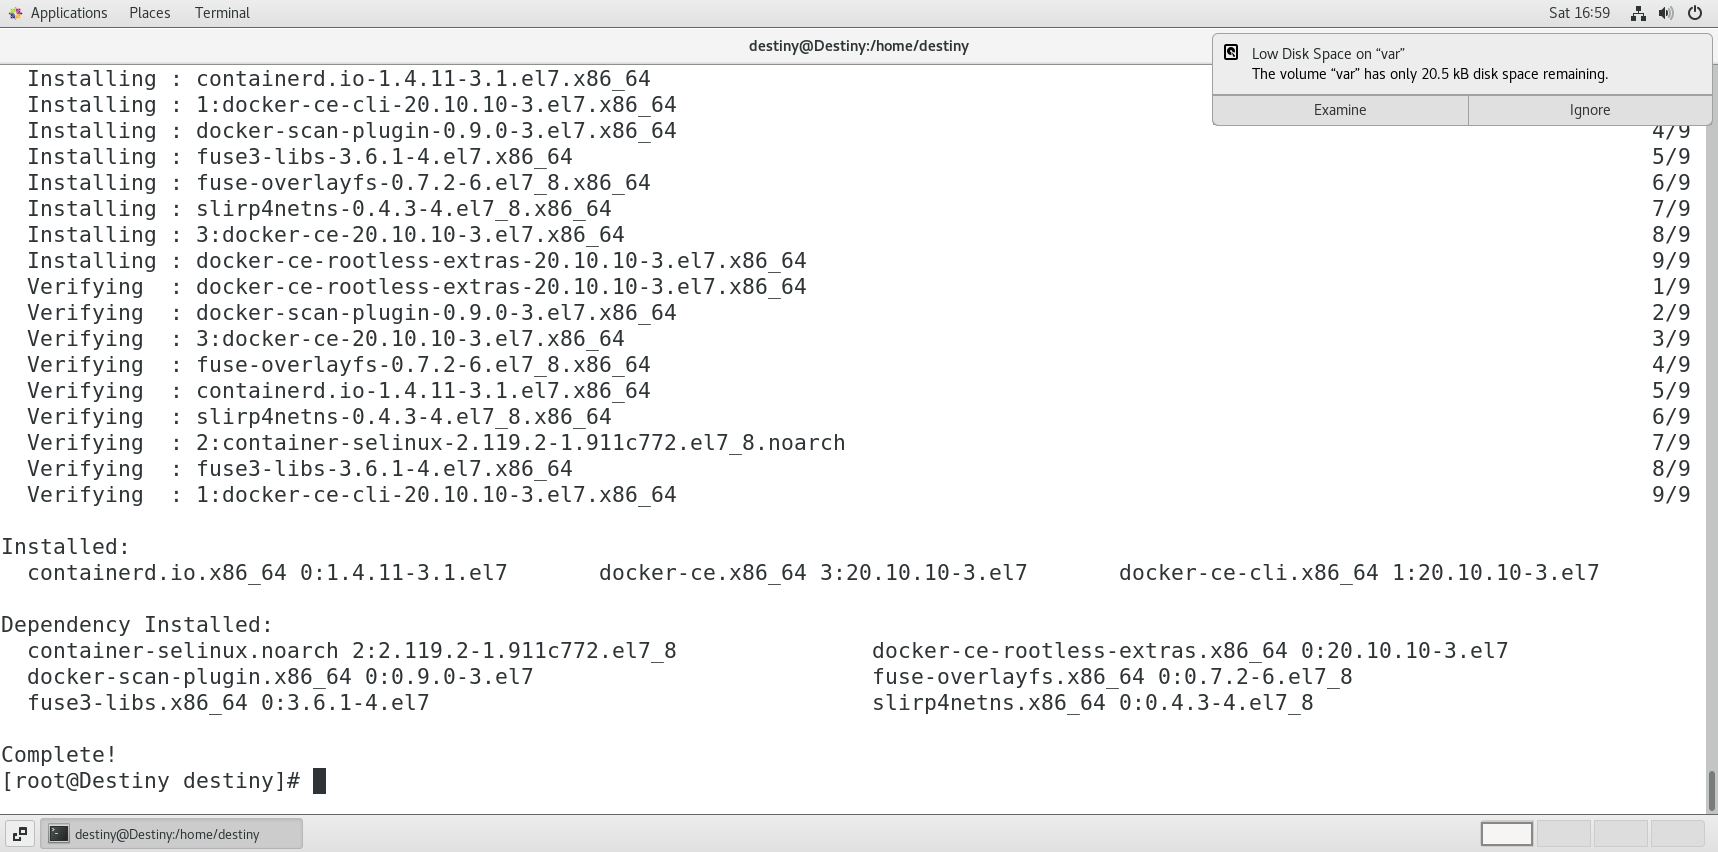 Applications Places Terminal Sat 16:59
destiny@Destiny:/home/destiny
Low Disk Space on “var”
The volume “var” has only 20.5 kB disk space remaining.
Examine Ignore
Installing : containerd.io-1.4.11-3.1.el7.x86_64
Installing : 1:docker-ce-cli-20.10.10-3.el7.x86_64
Installing : docker-scan-plugin-0.9.0-3.el7.x86_64 4/9
Installing : fuse3-libs-3.6.1-4.el7.x86_64 5/9
Installing : fuse-overlayfs-0.7.2-6.el7_8.x86_64 6/9
Installing : slirp4netns-0.4.3-4.el7_8.x86_64 7/9
Installing : 3:docker-ce-20.10.10-3.el7.x86_64 8/9
Installing : docker-ce-rootless-extras-20.10.10-3.el7.x86_64 9/9
Verifying : docker-ce-rootless-extras-20.10.10-3.el7.x86_64 1/9
Verifying : docker-scan-plugin-0.9.0-3.el7.x86_64 2/9
Verifying : 3:docker-ce-20.10.10-3.el7.x86_64 3/9
Verifying : fuse-overlayfs-0.7.2-6.el7_8.x86_64 4/9
Verifying : containerd.io-1.4.11-3.1.el7.x86_64 5/9
Verifying : slirp4netns-0.4.3-4.el7_8.x86_64 6/9
Verifying : 2:container-selinux-2.119.2-1.911c772.el7_8.noarch 7/9
Verifying : fuse3-libs-3.6.1-4.el7.x86_64 8/9
Verifying : 1:docker-ce-cli-20.10.10-3.el7.x86_64 9/9
Installed:
containerd.io.x86_64 0:1.4.11-3.1.el7 docker-ce.x86_64 3:20.10.10-3.el7 docker-ce-cli.x86_64 1:20.10.10-3.el7
Dependency Installed:
container-selinux.noarch 2:2.119.2-1.911c772.el7_8 docker-ce-rootless-extras.x86_64 0:20.10.10-3.el7
docker-scan-plugin.x86_64 0:0.9.0-3.el7 fuse-overlayfs.x86_64 0:0.7.2-6.el7_8
fuse3-libs.x86_64 0:3.6.1-4.el7 slirp4netns.x86_64 0:0.4.3-4.el7_8
Complete!
[root@Destiny destiny]#
destiny@Destiny:/home/destiny